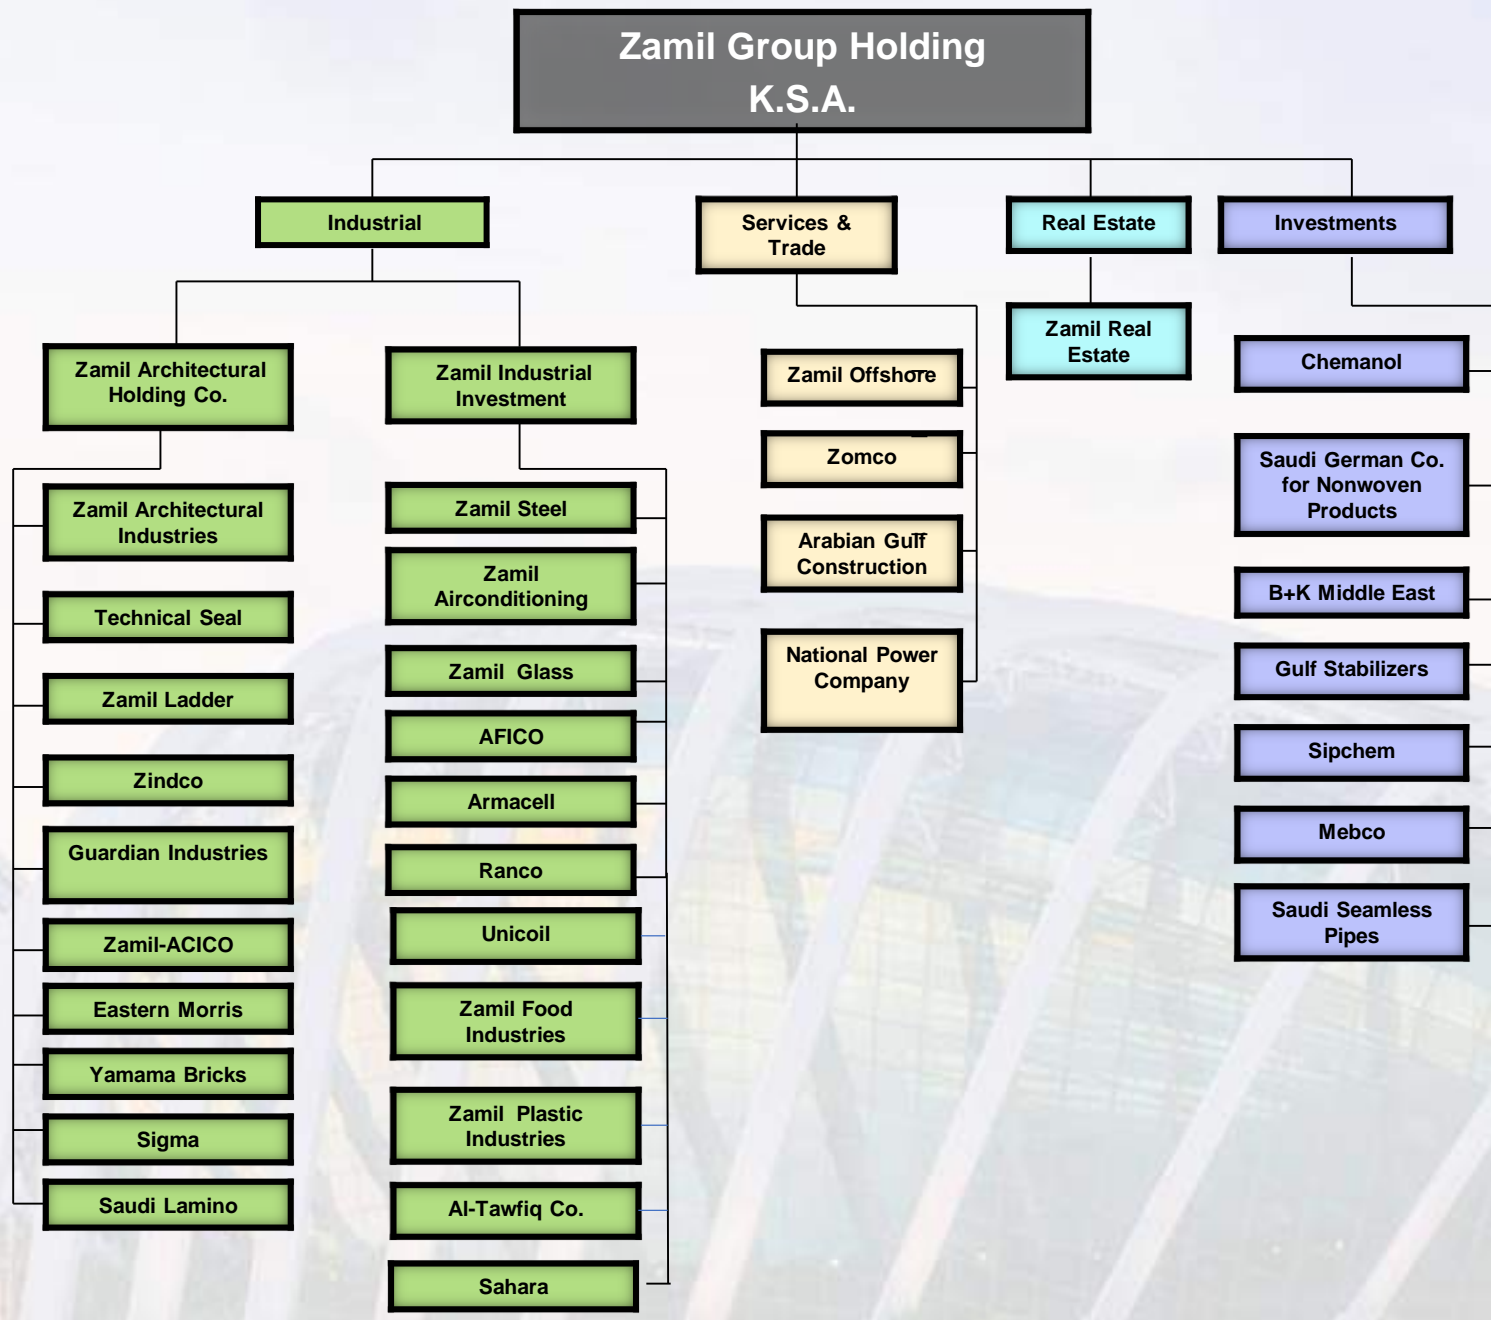 Zamil Group Holding
K.S.A.
Industrial
Services &
Trade
Real Estate
Investments
Zamil Architectural
Holding Co.
Zamil Industrial
Investment
Zamil Real
Estate
Zamil Architectural
Industries
Technical Seal
Zamil Ladder
Zindco
Guardian Industries
Zamil-ACICO
Eastern Morris
Yamama Bricks
Sigma
Saudi Lamino
Zamil Steel
Zamil
Airconditioning
Zamil Glass
AFICO
Armacell
Ranco
Unicoil
Zamil Food
Industries
Zamil Plastic
Industries
Al-Tawfiq Co.
Sahara
Zamil Offshore
Zomco
Arabian Gulf
Construction
National Power
Company
Chemanol
Saudi German Co.
for Nonwoven
Products
B+K Middle East
Gulf Stabilizers
Sipchem
Mebco
Saudi Seamless
Pipes